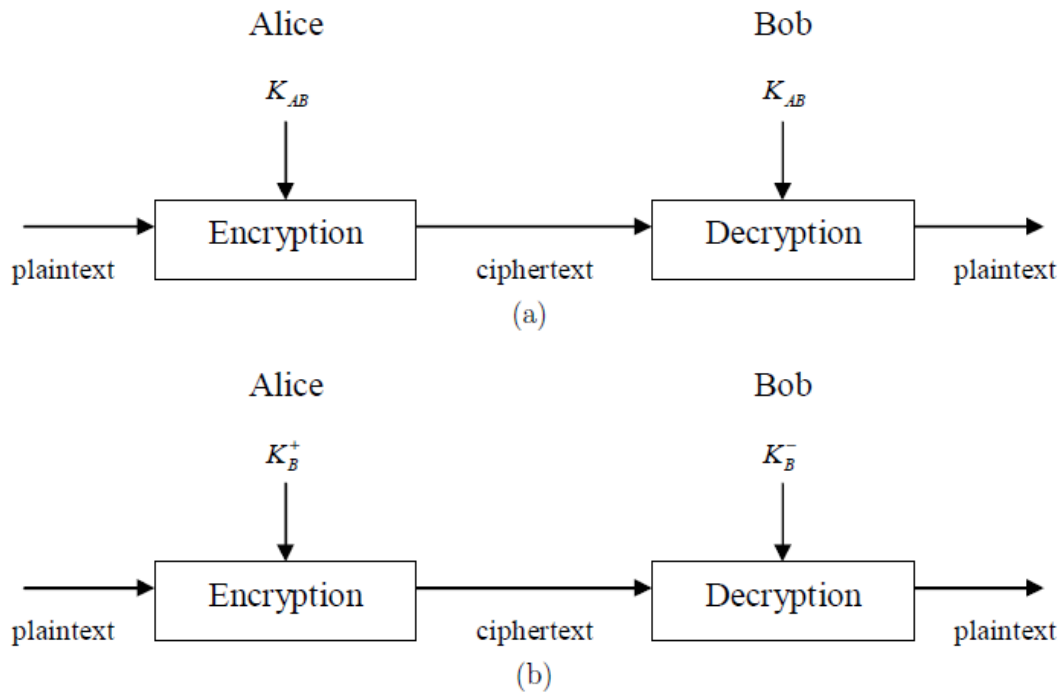 Alice Bob
K_AB K_AB
Encryption Decryption
plaintext ciphertext plaintext
(a)
Alice Bob
K_B^+ K_B^-
Encryption Decryption
plaintext ciphertext plaintext
(b)